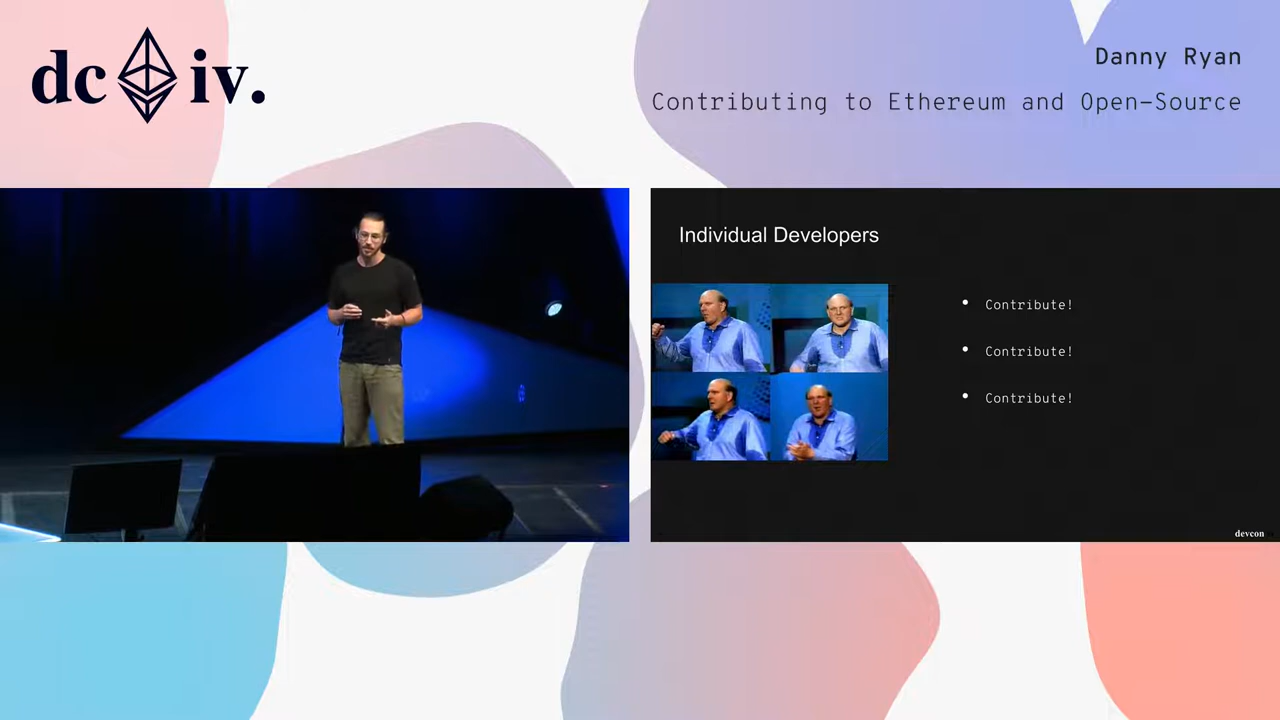 dc iv.
Danny Ryan
Contributing to Ethereum and Open-Source
Individual Developers
Contribute!
Contribute!
Contribute!
devcon